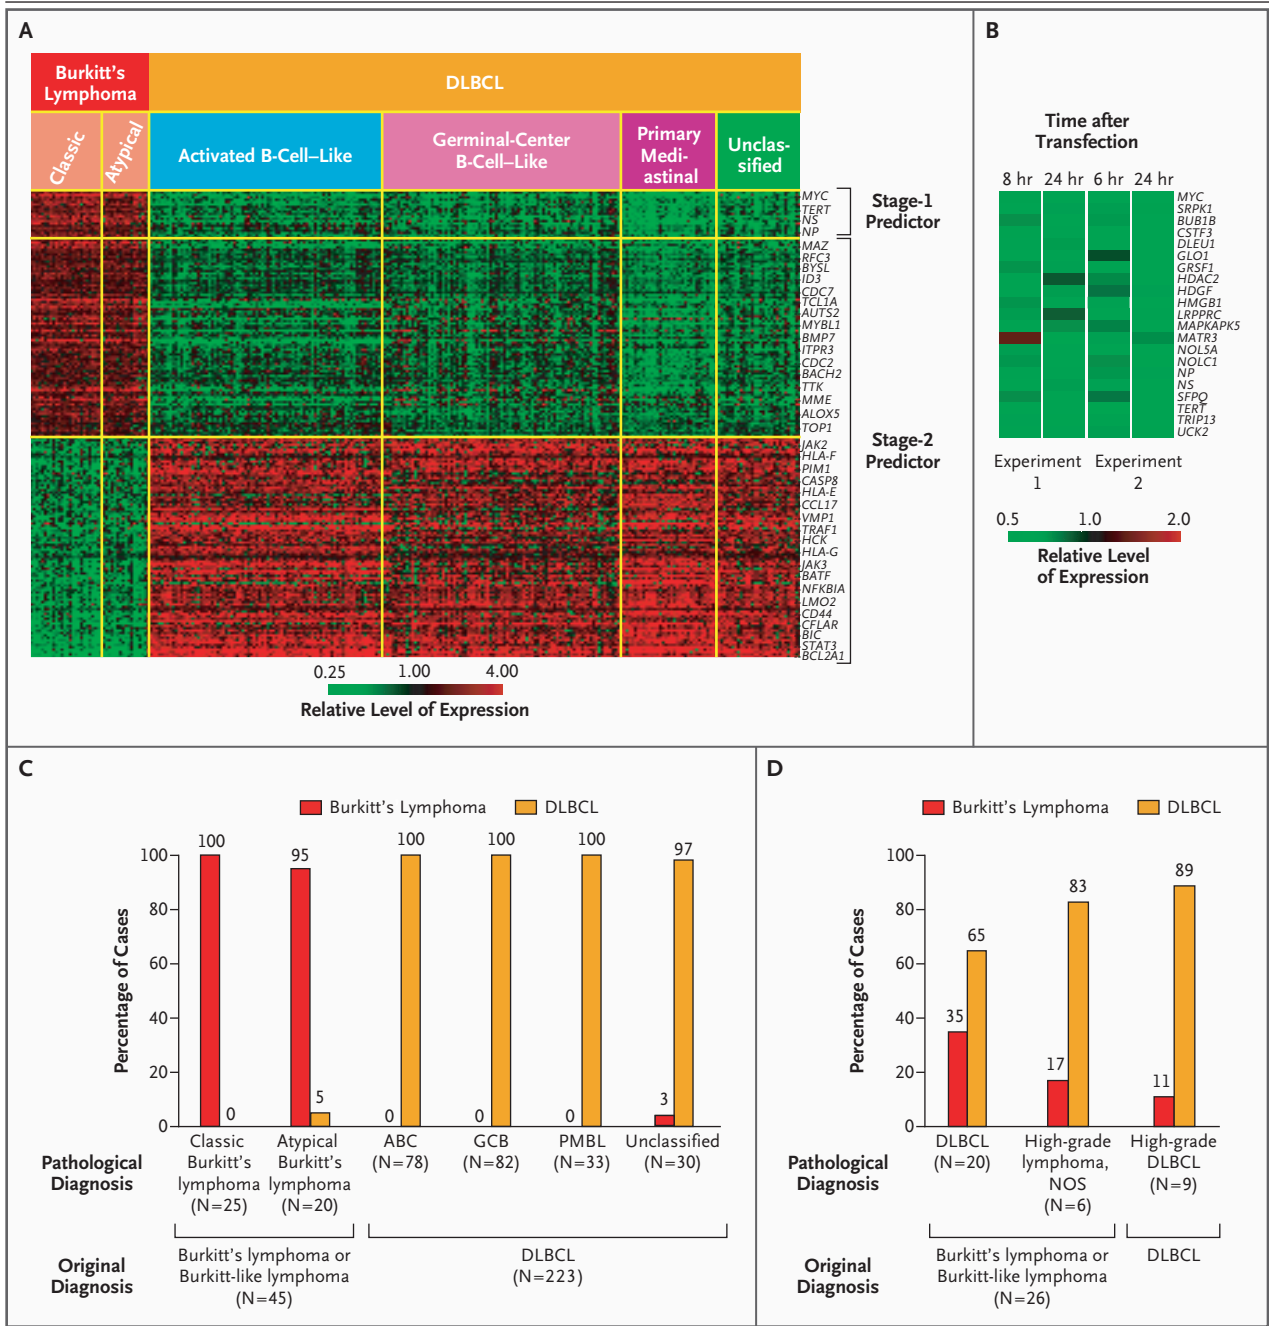 A
Burkitt's
Lymphoma
DLBCL
Classic
Atypical
Activated B-Cell–Like
Germinal-Center
B-Cell–Like
Primary
Medi-
astinal
Unclas-
sified
MYC
TERT
NS
NP
Stage-1
Predictor
MAZ
RFC3
BYSL
ID3
CDC7
TCL1A
AUTS2
MYBL1
BMP7
ITPR3
CDC2
BACH2
TTK
MME
ALOX5
TOP1
JAK2
HLA-F
PIM1
CASP8
HLA-E
CCL17
VMP1
TRAF1
HCK
HLA-G
JAK3
BATF
NFKBIA
LMO2
CD44
CFLAR
BIC
STAT3
BCL2A1
Stage-2
Predictor
0.25 1.00 4.00
Relative Level of Expression
B
Time after
Transfection
8 hr 24 hr 6 hr 24 hr
MYC
SRPK1
BUB1B
CSTF3
DLEU1
GLO1
GRSF1
HDAC2
HDGF
HMGB1
LRPPRC
MAPKAPK5
MATR3
NOL5A
NOLC1
NP
NS
SFPQ
TERT
TRIP13
UCK2
Experiment
1
Experiment
2
0.5 1.0 2.0
Relative Level
of Expression
C
Burkitt's Lymphoma DLBCL
Percentage of Cases
100
80
60
40
20
0
100 0
95 5
0 100
0 100
0 100
3 97
Pathological
Diagnosis
Classic
Burkitt's
lymphoma
(N=25)
Atypical
Burkitt's
lymphoma
(N=20)
ABC
(N=78)
GCB
(N=82)
PMBL
(N=33)
Unclassified
(N=30)
Original
Diagnosis
Burkitt's lymphoma or
Burkitt-like lymphoma
(N=45)
DLBCL
(N=223)
D
Burkitt's Lymphoma DLBCL
Percentage of Cases
100
80
60
40
20
0
35 65
17 83
11 89
Pathological
Diagnosis
DLBCL
(N=20)
High-grade
lymphoma,
NOS
(N=6)
High-grade
DLBCL
(N=9)
Original
Diagnosis
Burkitt's lymphoma or
Burkitt-like lymphoma
(N=26)
DLBCL